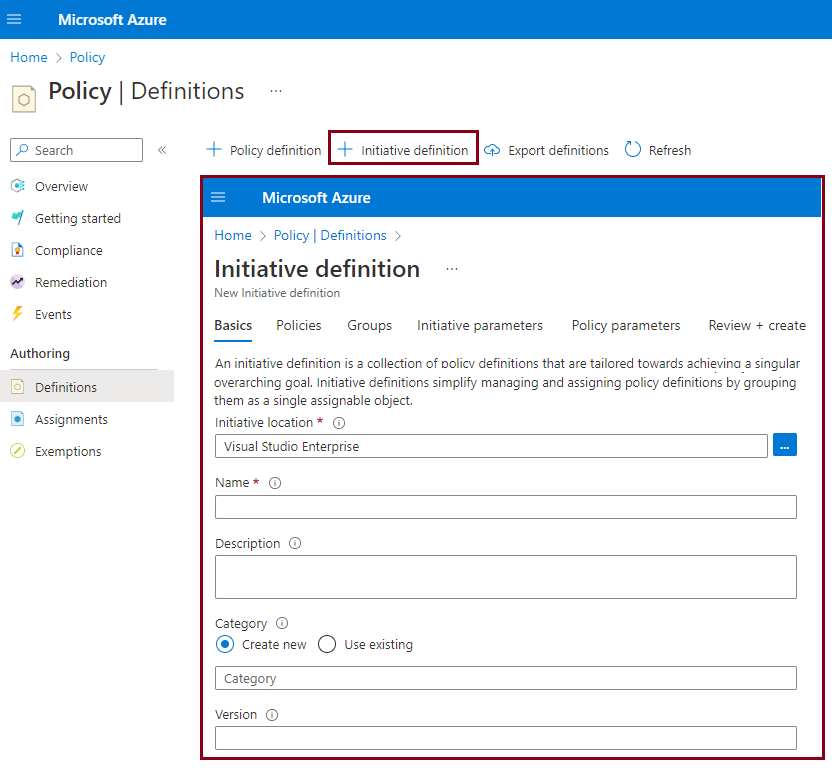 Microsoft Azure
Home > Policy
Policy | Definitions ...
Search «
+ Policy definition + Initiative definition Export definitions Refresh
Overview
Getting started
Compliance
Remediation
Events
Authoring
Definitions
Assignments
Exemptions
Microsoft Azure
Home > Policy | Definitions >
Initiative definition ...
New Initiative definition
Basics Policies Groups Initiative parameters Policy parameters Review + create
An initiative definition is a collection of policy definitions that are tailored towards achieving a singular
overarching goal. Initiative definitions simplify managing and assigning policy definitions by grouping
them as a single assignable object.
Initiative location *
Visual Studio Enterprise ...
Name *
Description
Category
Create new Use existing
Category
Version